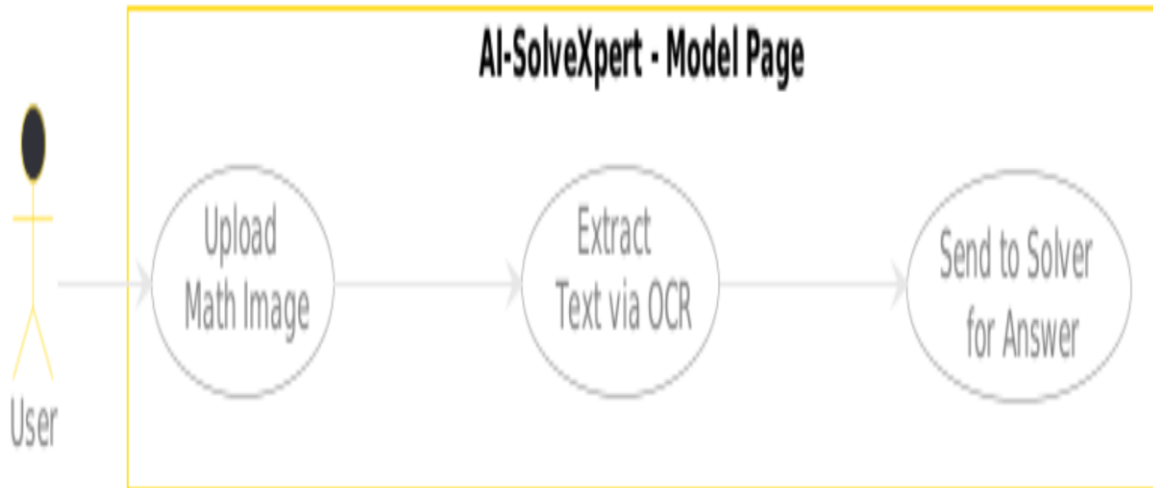 AI-SolveXpert - Model Page
Upload
Math Image
Extract
Text via OCR
Send to Solver
for Answer
User